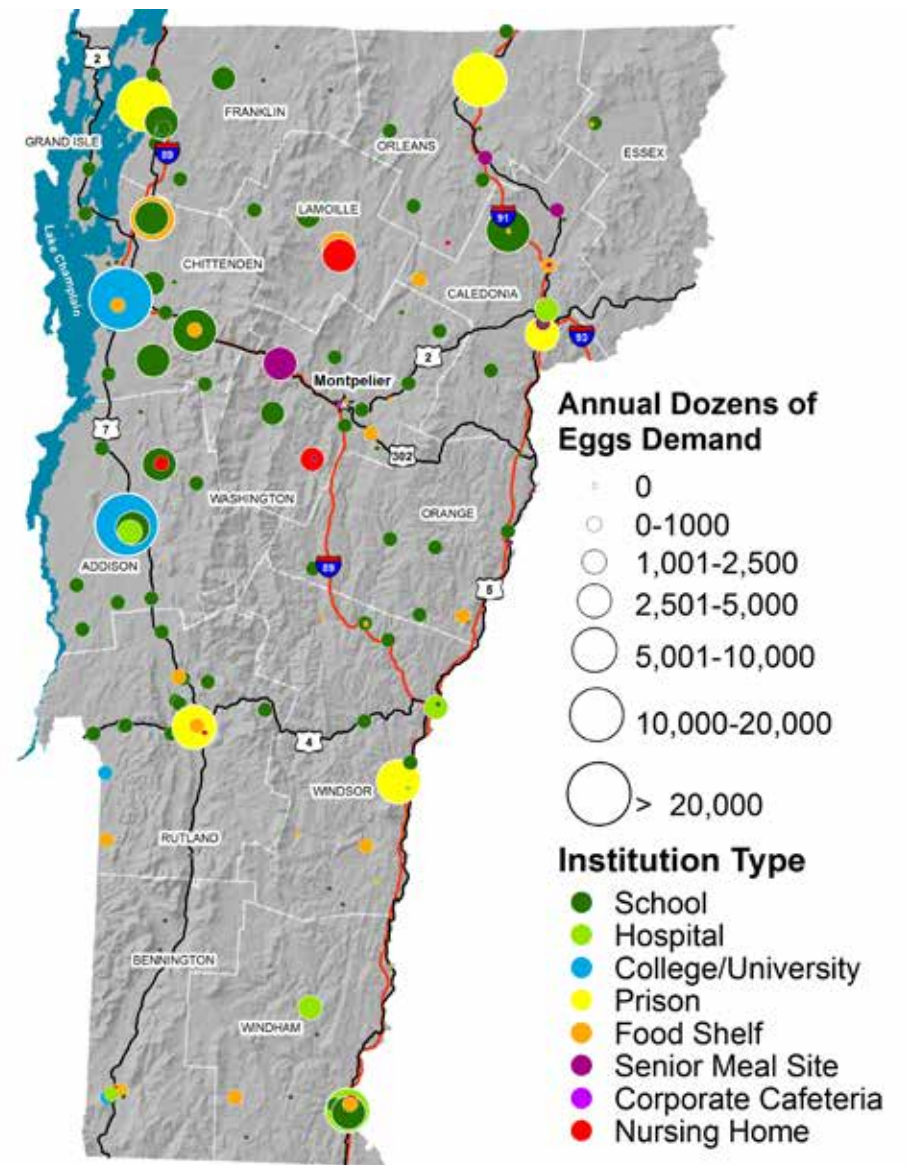 2
FRANKLIN
GRAND ISLE
89
ORLEANS
ESSEX
LAMOILLE
91
Lake Champlain
CHITTENDEN
CALEDONIA
93
2
Montpelier
7
302
WASHINGTON
ORANGE
ADDISON
89
5
4
WINDSOR
RUTLAND
BENNINGTON
WINDHAM
Annual Dozens of
Eggs Demand
0
0-1000
1,001-2,500
2,501-5,000
5,001-10,000
10,000-20,000
> 20,000
Institution Type
School
Hospital
College/University
Prison
Food Shelf
Senior Meal Site
Corporate Cafeteria
Nursing Home